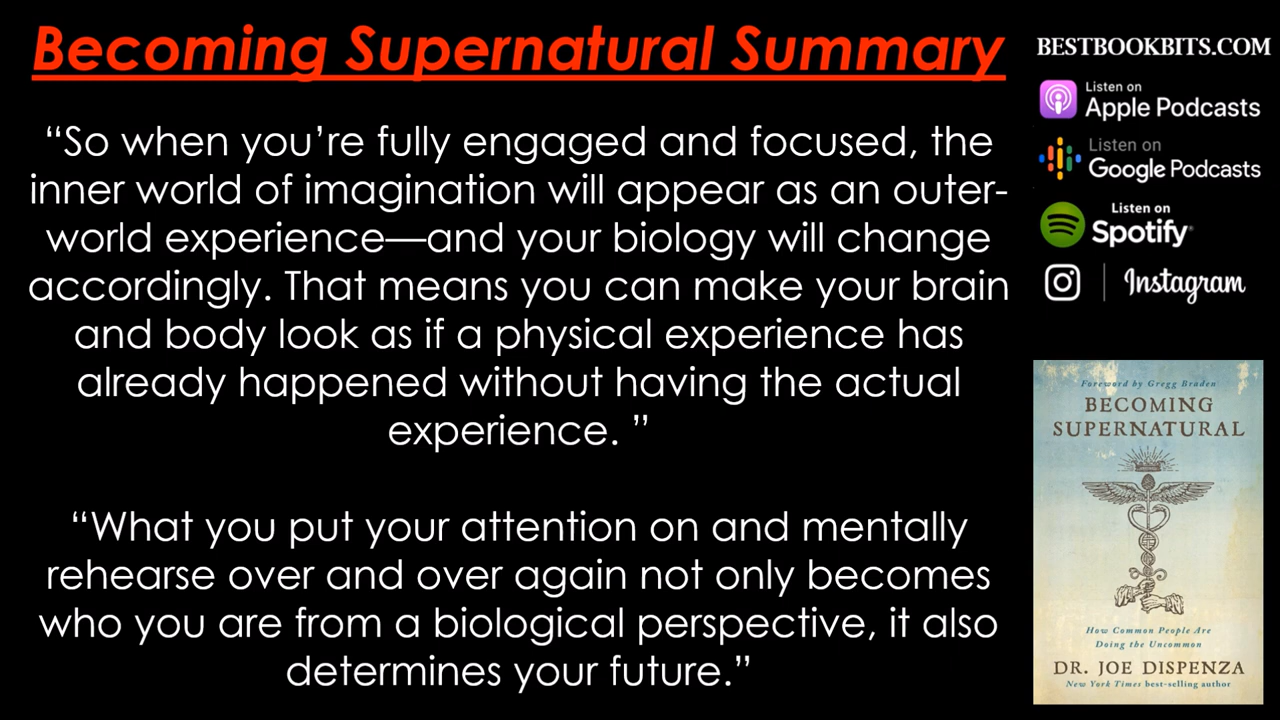 Becoming Supernatural Summary
“So when you’re fully engaged and focused, the
inner world of imagination will appear as an outer-
world experience—and your biology will change
accordingly. That means you can make your brain
and body look as if a physical experience has
already happened without having the actual
experience. ”
“What you put your attention on and mentally
rehearse over and over again not only becomes
who you are from a biological perspective, it also
determines your future.”
BESTBOOKBITS.COM
Listen on
Apple Podcasts
Listen on
Google Podcasts
Listen on
Spotify
Instagram
Foreword by Gregg Braden
BECOMING
SUPERNATURAL
How Common People Are
Doing the Uncommon
DR. JOE DISPENZA
New York Times best-selling author